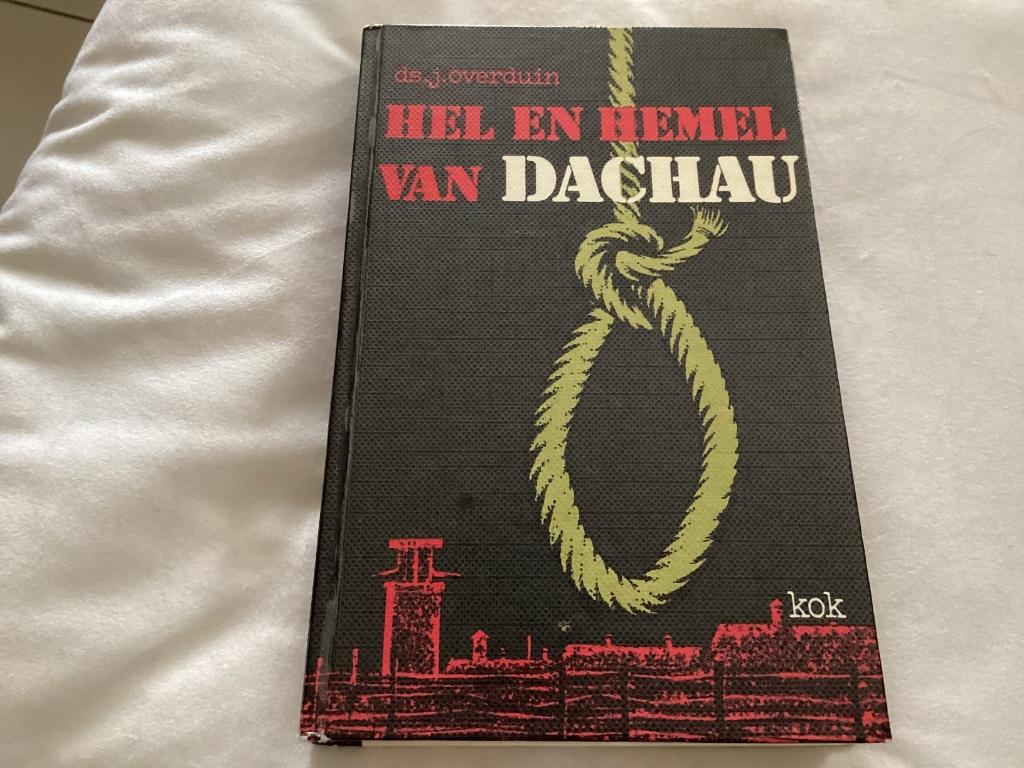 ds.j.overduin
HEL EN HEMEL
VAN DACHAU
kok